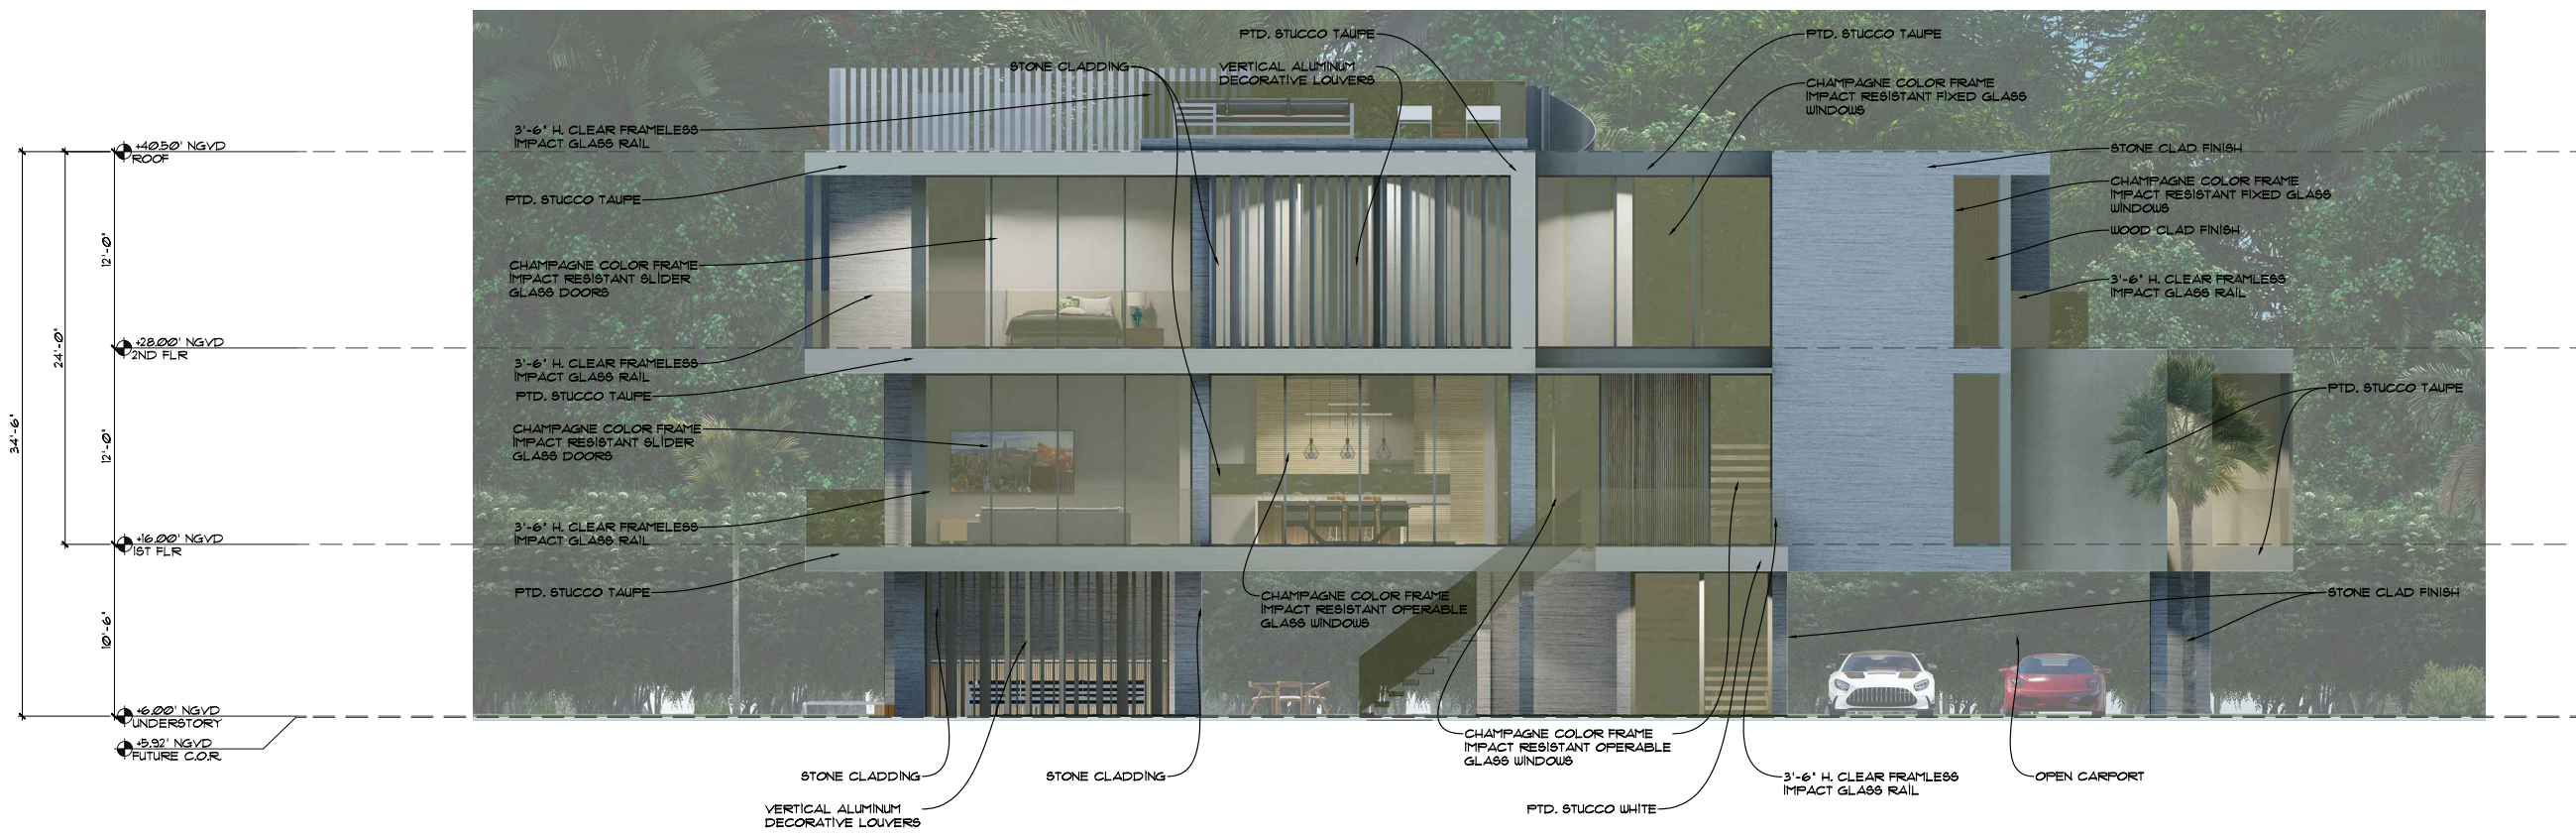 PTD. STUCCO TAUPE
PTD. STUCCO TAUPE
STONE CLADDING
VERTICAL ALUMINUM
DECORATIVE LOUVERS
CHAMPAGNE COLOR FRAME
IMPACT RESISTANT FIXED GLASS
WINDOWS
3'-6" H. CLEAR FRAMELESS
IMPACT GLASS RAIL
+40.50' NGVD
ROOF
STONE CLAD FINISH
CHAMPAGNE COLOR FRAME
IMPACT RESISTANT FIXED GLASS
WINDOWS
PTD. STUCCO TAUPE
WOOD CLAD FINISH
12'-0"
CHAMPAGNE COLOR FRAME
IMPACT RESISTANT SLIDER
GLASS DOORS
3'-6" H. CLEAR FRAMLESS
IMPACT GLASS RAIL
+28.00' NGVD
2ND FLR
24'-0"
3'-6" H. CLEAR FRAMELESS
IMPACT GLASS RAIL
PTD. STUCCO TAUPE
PTD. STUCCO TAUPE
34'-6"
12'-0"
CHAMPAGNE COLOR FRAME
IMPACT RESISTANT SLIDER
GLASS DOORS
3'-6" H. CLEAR FRAMELESS
IMPACT GLASS RAIL
+16.00' NGVD
1ST FLR
PTD. STUCCO TAUPE
CHAMPAGNE COLOR FRAME
IMPACT RESISTANT OPERABLE
GLASS WINDOWS
STONE CLAD FINISH
10'-6"
+6.00' NGVD
UNDERSTORY
+5.92' NGVD
FUTURE C.O.R.
CHAMPAGNE COLOR FRAME
IMPACT RESISTANT OPERABLE
GLASS WINDOWS
STONE CLADDING
STONE CLADDING
3'-6" H. CLEAR FRAMLESS
IMPACT GLASS RAIL
OPEN CARPORT
VERTICAL ALUMINUM
DECORATIVE LOUVERS
PTD. STUCCO WHITE